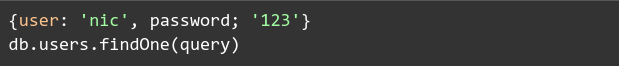 {user: 'nic', password; '123'}
db.users.findOne(query)